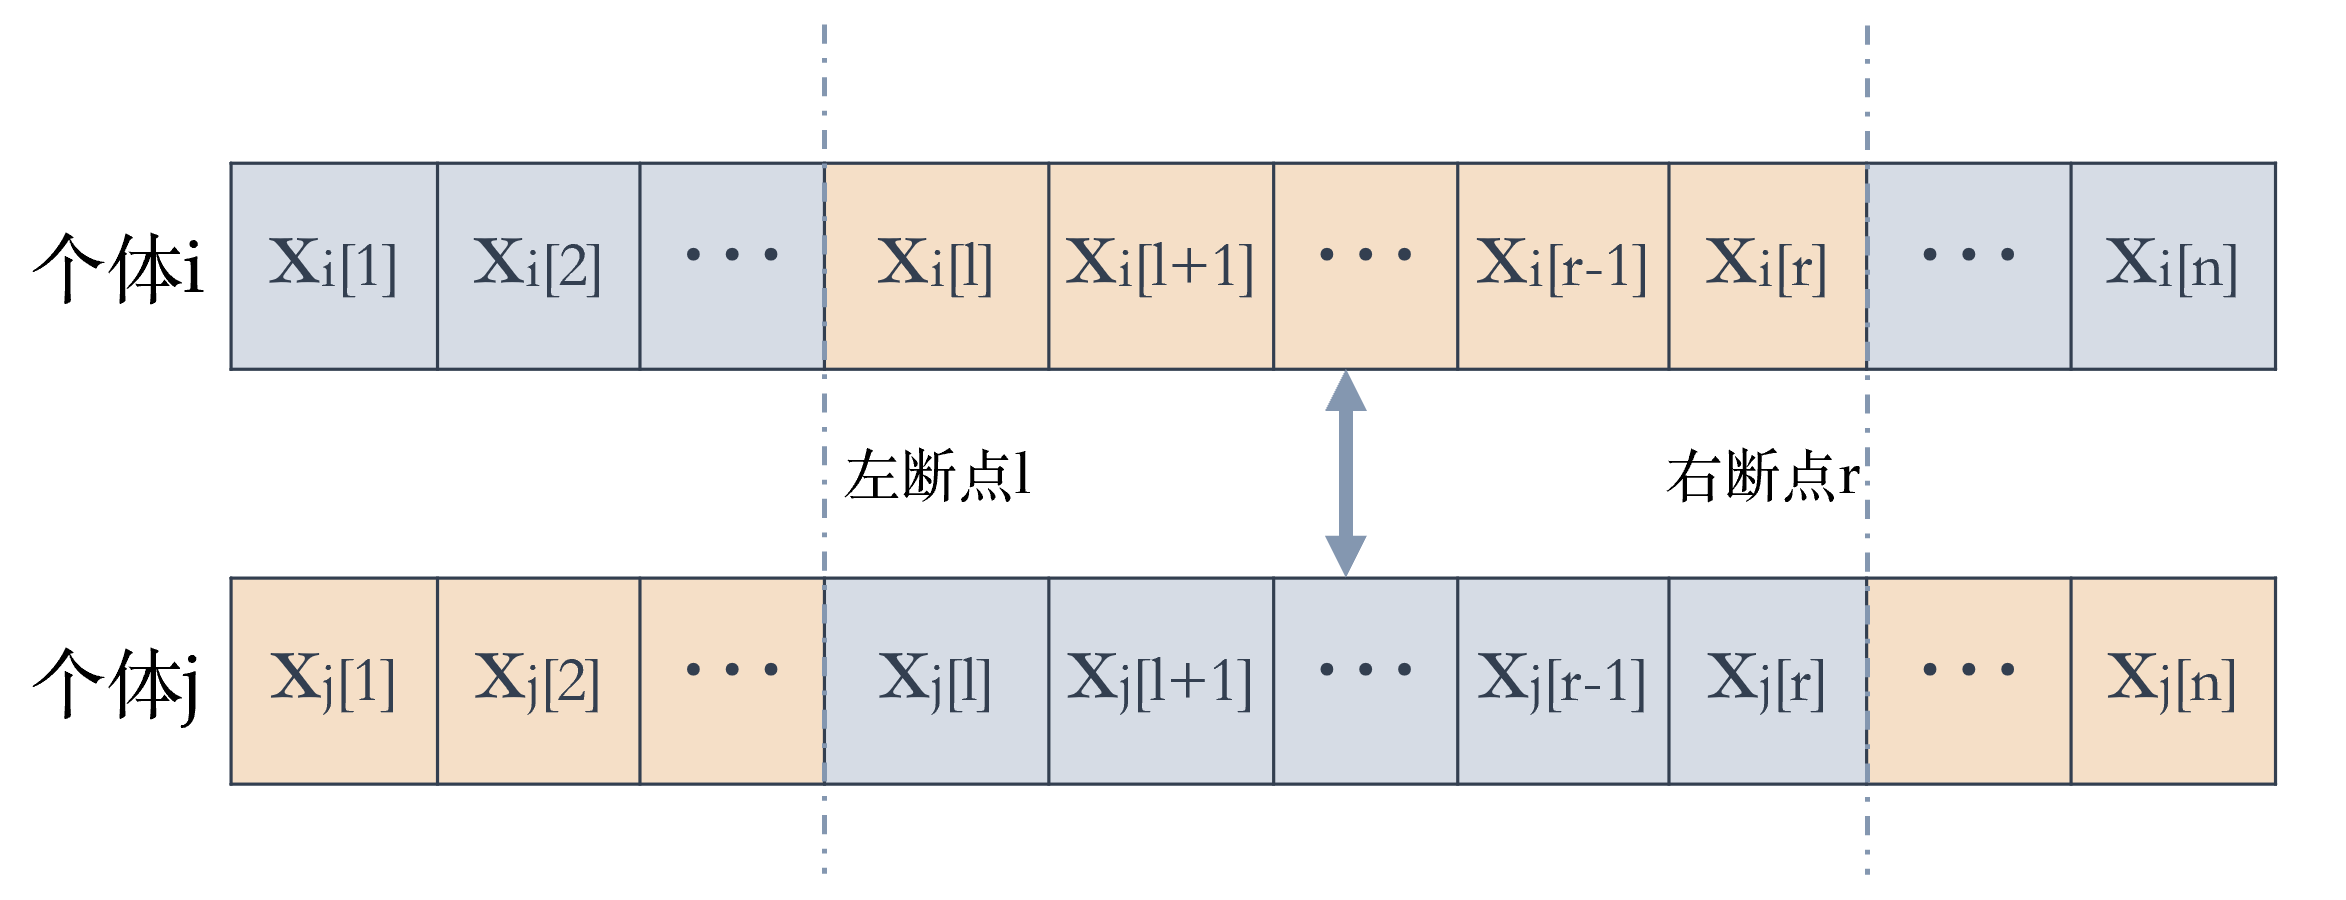 个体i X_i[1] X_i[2] ··· X_i[l] X_i[l+1] ··· X_i[r-1] X_i[r] ··· X_i[n]
左断点l 右断点r
个体j X_j[1] X_j[2] ··· X_j[l] X_j[l+1] ··· X_j[r-1] X_j[r] ··· X_j[n]